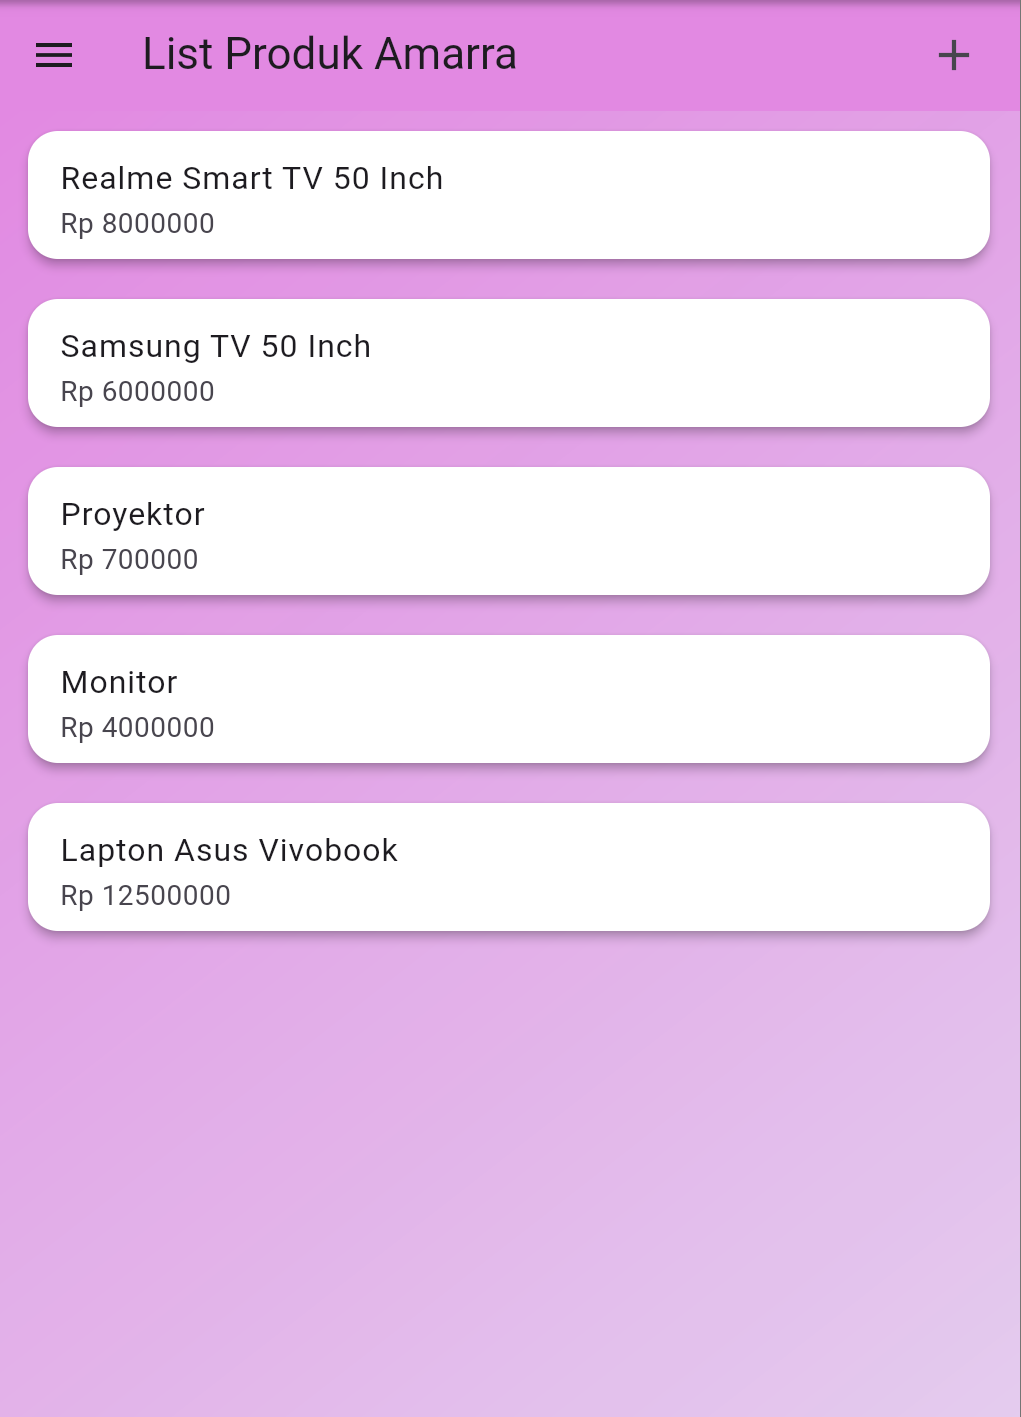 List Produk Amarra
Realme Smart TV 50 Inch
Rp 8000000
Samsung TV 50 Inch
Rp 6000000
Proyektor
Rp 700000
Monitor
Rp 4000000
Lapton Asus Vivobook
Rp 12500000